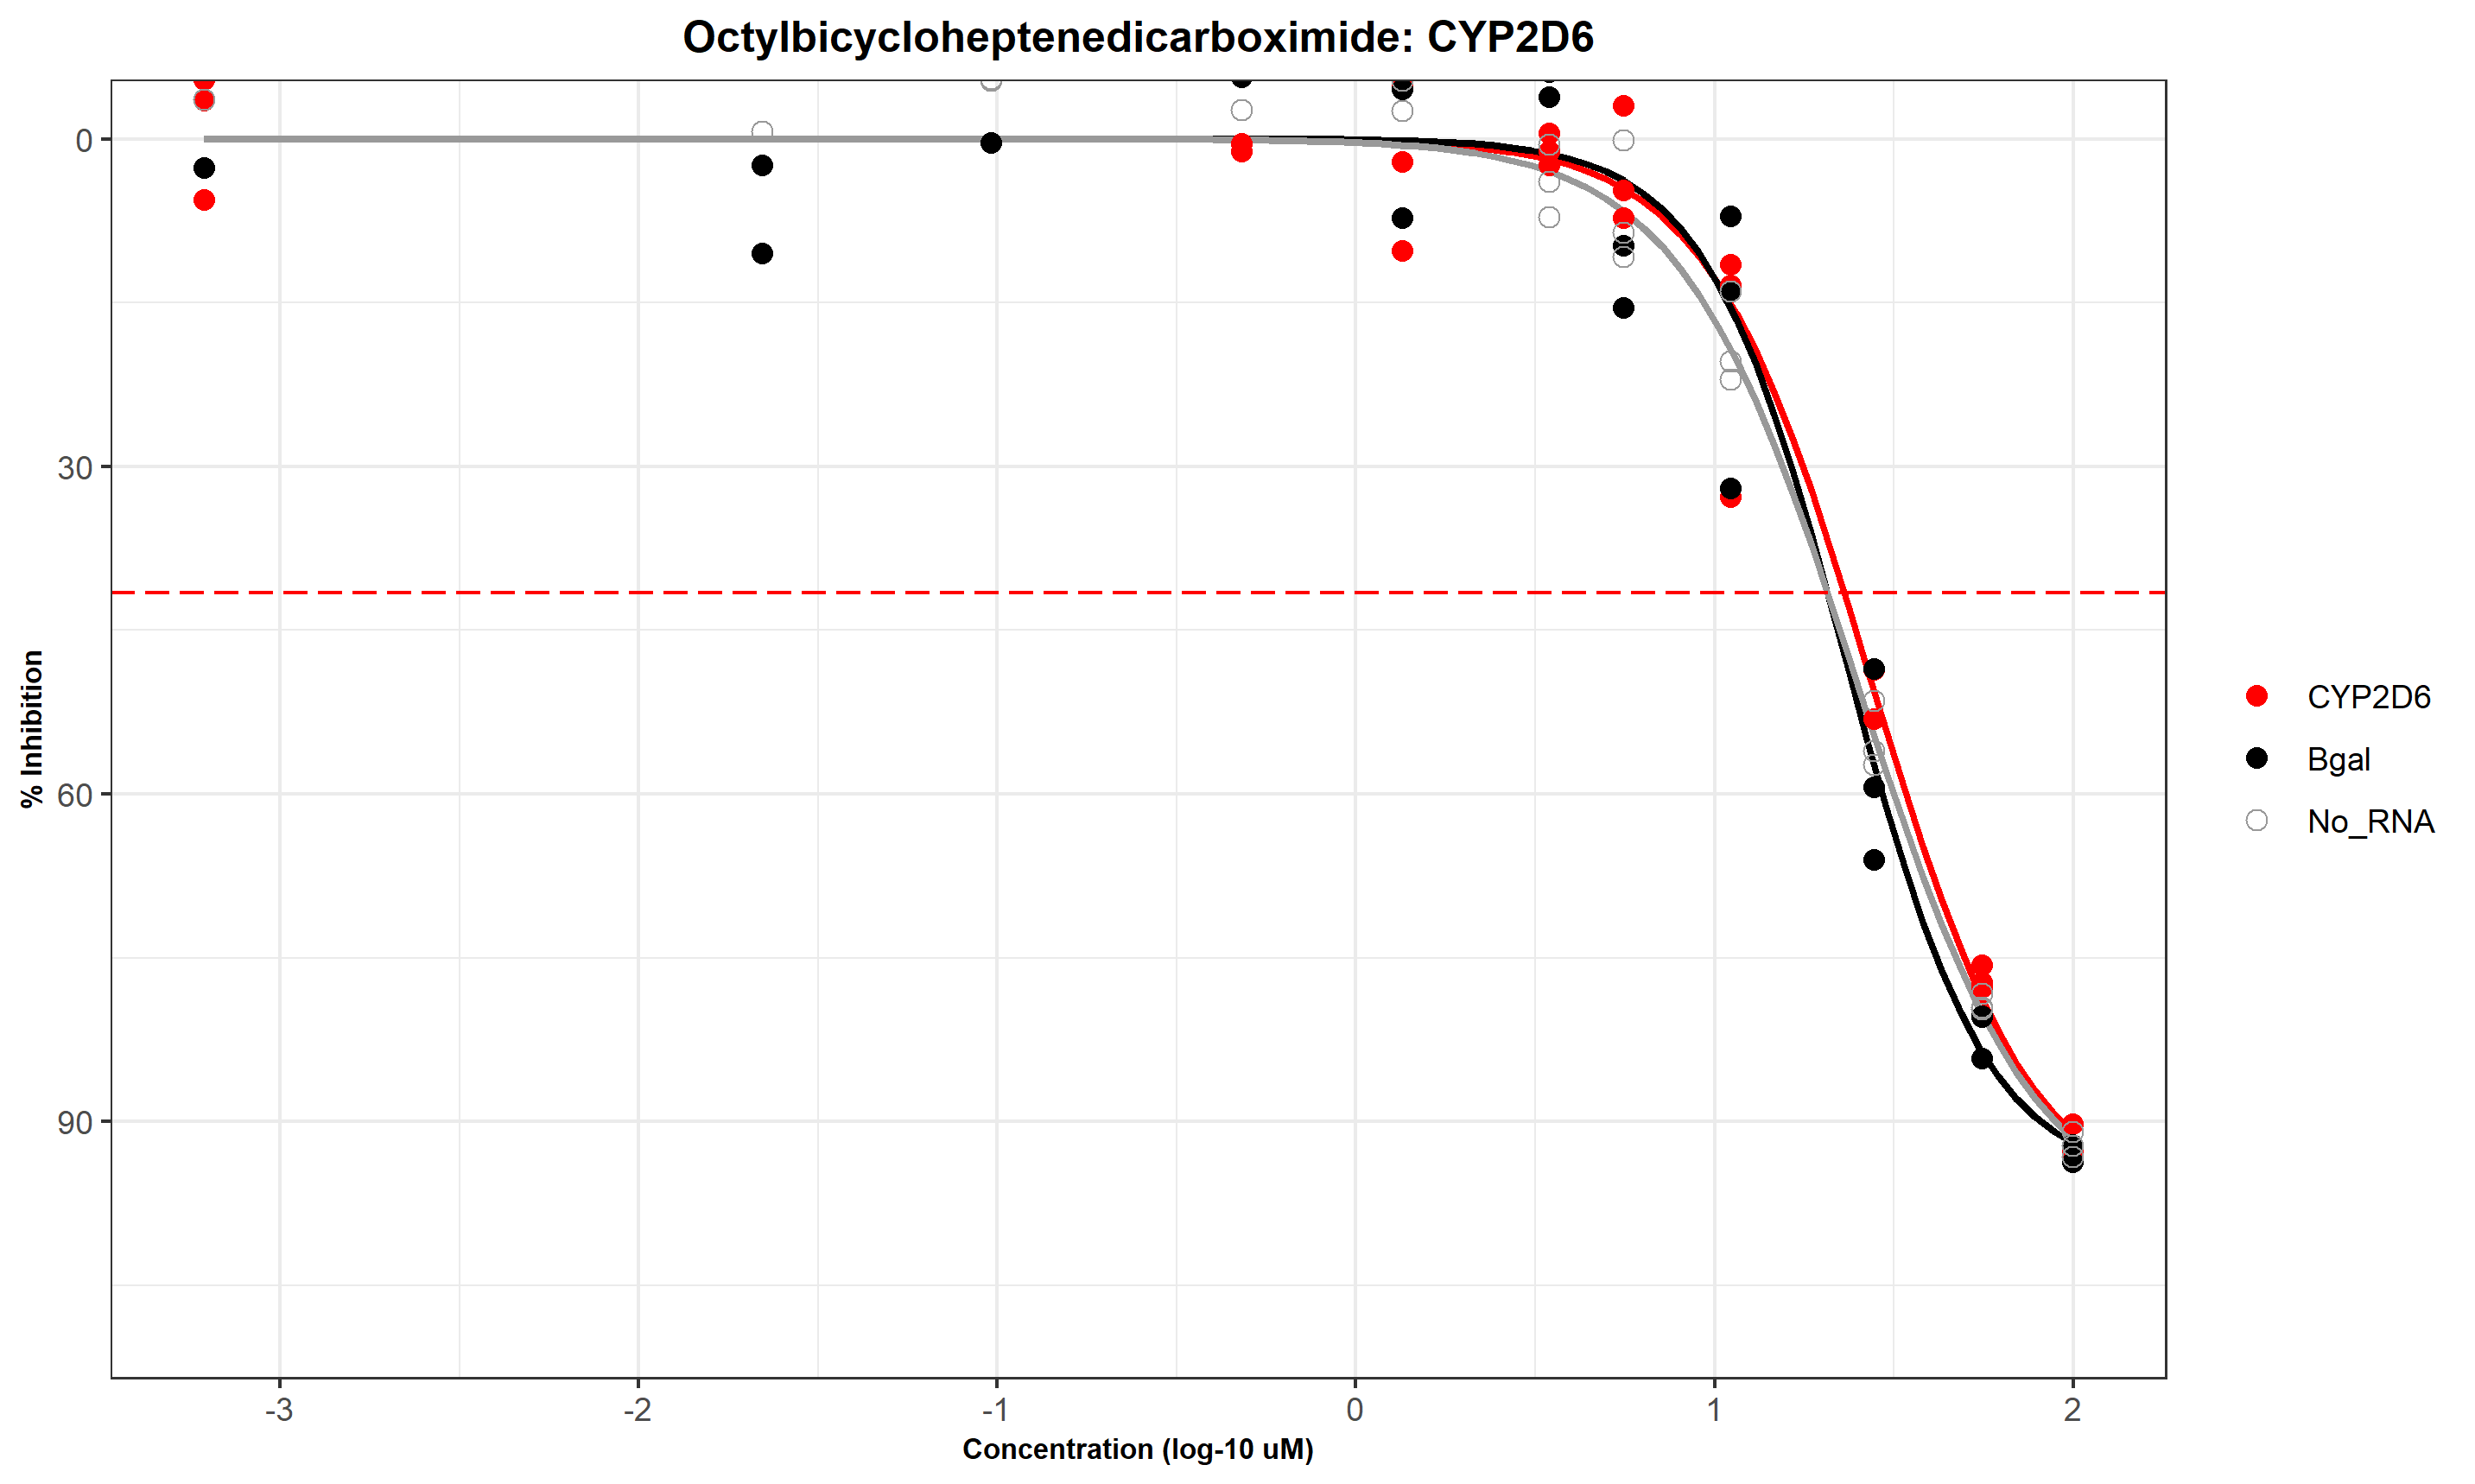 Octylbicycloheptenedicarboximide: CYP2D6
0
30
60
90
% Inhibition
-3
-2
-1
0
1
2
Concentration (log-10 uM)
CYP2D6
Bgal
No_RNA